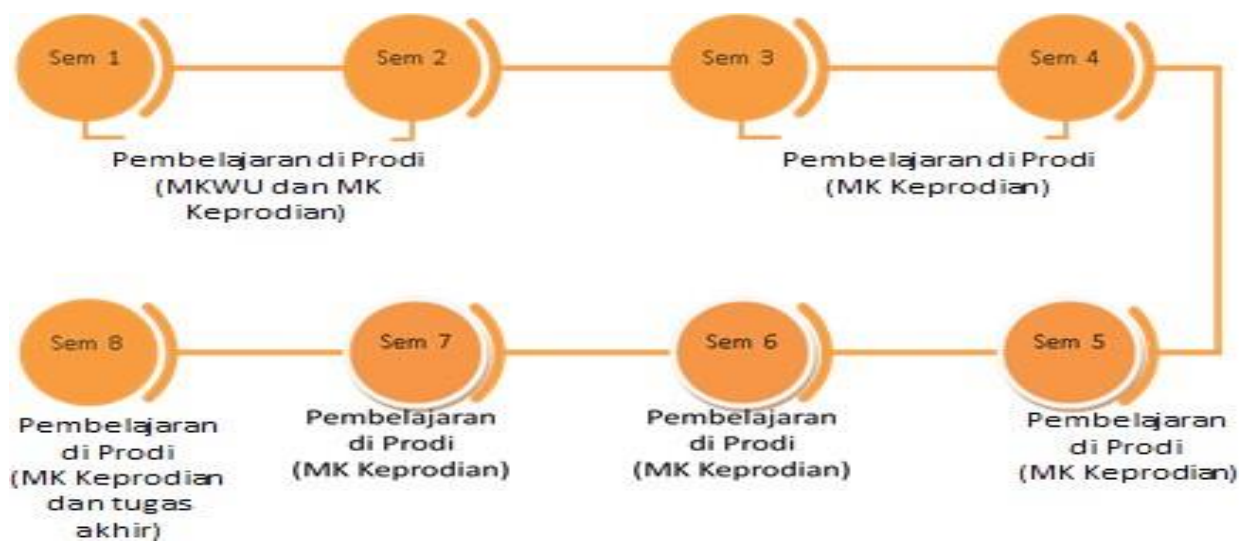 Sem 1
Sem 2
Sem 3
Sem 4
Pembelajaran di Prodi
(MKWU dan MK
Keprodian)
Pembelajaran di Prodi
(MK Keprodian)
Sem 8
Sem 7
Sem 6
Sem 5
Pembelajaran
di Prodi
(MK Keprodian
dan tugas
akhir)
Pembelajaran
di Prodi
(MK Keprodian)
Pembelajaran
di Prodi
(MK Keprodian)
Pembelajaran
di Prodi
(MK Keprodian)